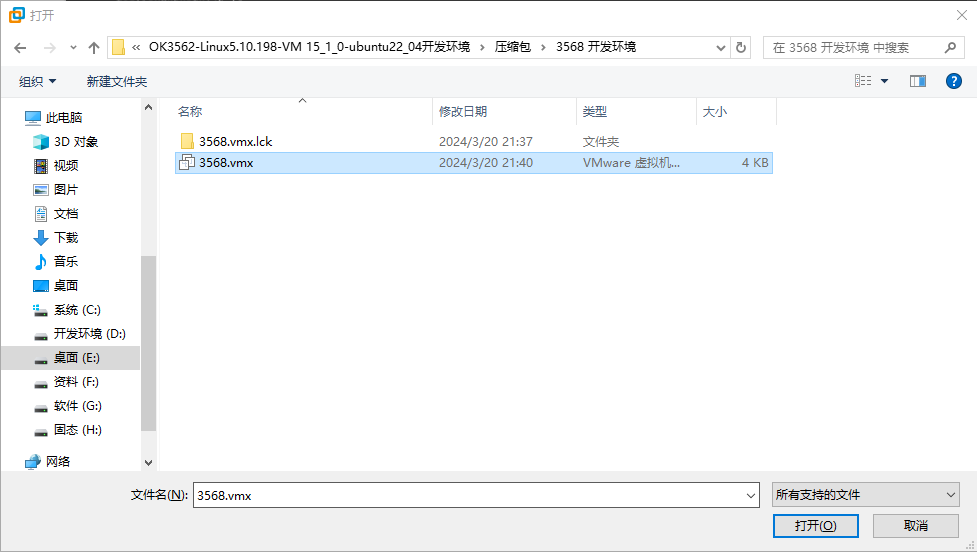 打开
« OK3562-Linux5.10.198-VM 15_1_0-ubuntu22_04开发环境 › 压缩包 › 3568 开发环境
在 3568 开发环境 中搜索
组织 新建文件夹
名称 修改日期 类型 大小
3568.vmx.lck 2024/3/20 21:37 文件夹
3568.vmx 2024/3/20 21:40 VMware 虚拟机... 4 KB
此电脑
3D 对象
视频
图片
文档
下载
音乐
桌面
系统 (C:)
开发环境 (D:)
桌面 (E:)
资料 (F:)
软件 (G:)
固态 (H:)
网络
文件名(N): 3568.vmx 所有支持的文件
打开(O) 取消